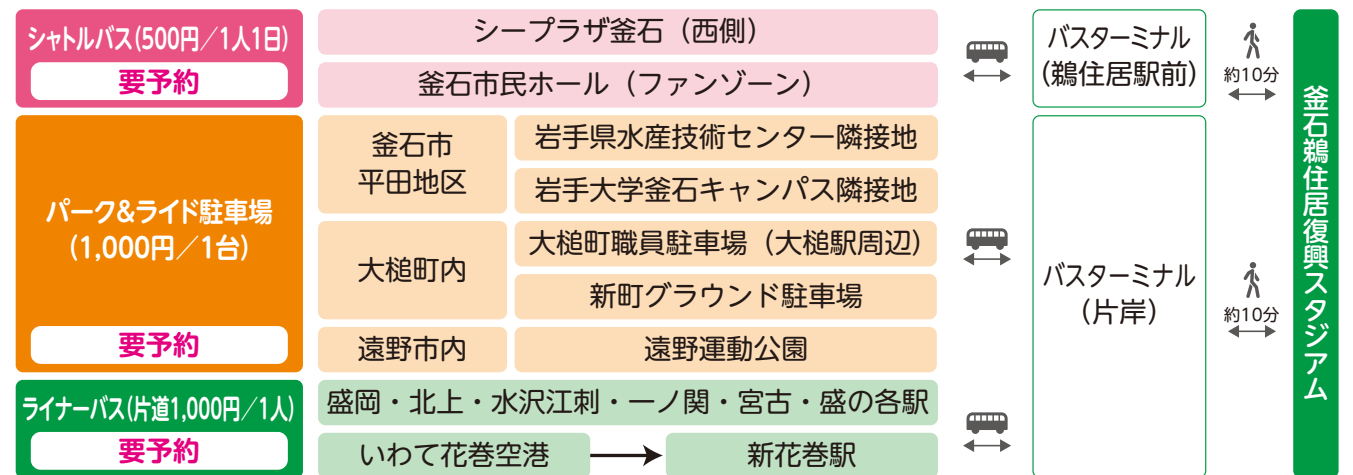 シャトルバス(500円／1人1日)
要予約
シープラザ釜石（西側）
釜石市民ホール（ファンゾーン）
バスターミナル
(鵜住居駅前)
約10分
パーク&ライド駐車場
(1,000円／1台)
要予約
釜石市
平田地区
岩手県水産技術センター隣接地
岩手大学釜石キャンパス隣接地
大槌町内
大槌町職員駐車場（大槌駅周辺）
新町グラウンド駐車場
遠野市内
遠野運動公園
バスターミナル
(片岸)
約10分
ライナーバス(片道1,000円／1人)
要予約
盛岡・北上・水沢江刺・一ノ関・宮古・盛の各駅
いわて花巻空港
新花巻駅
釜石鵜住居復興スタジアム